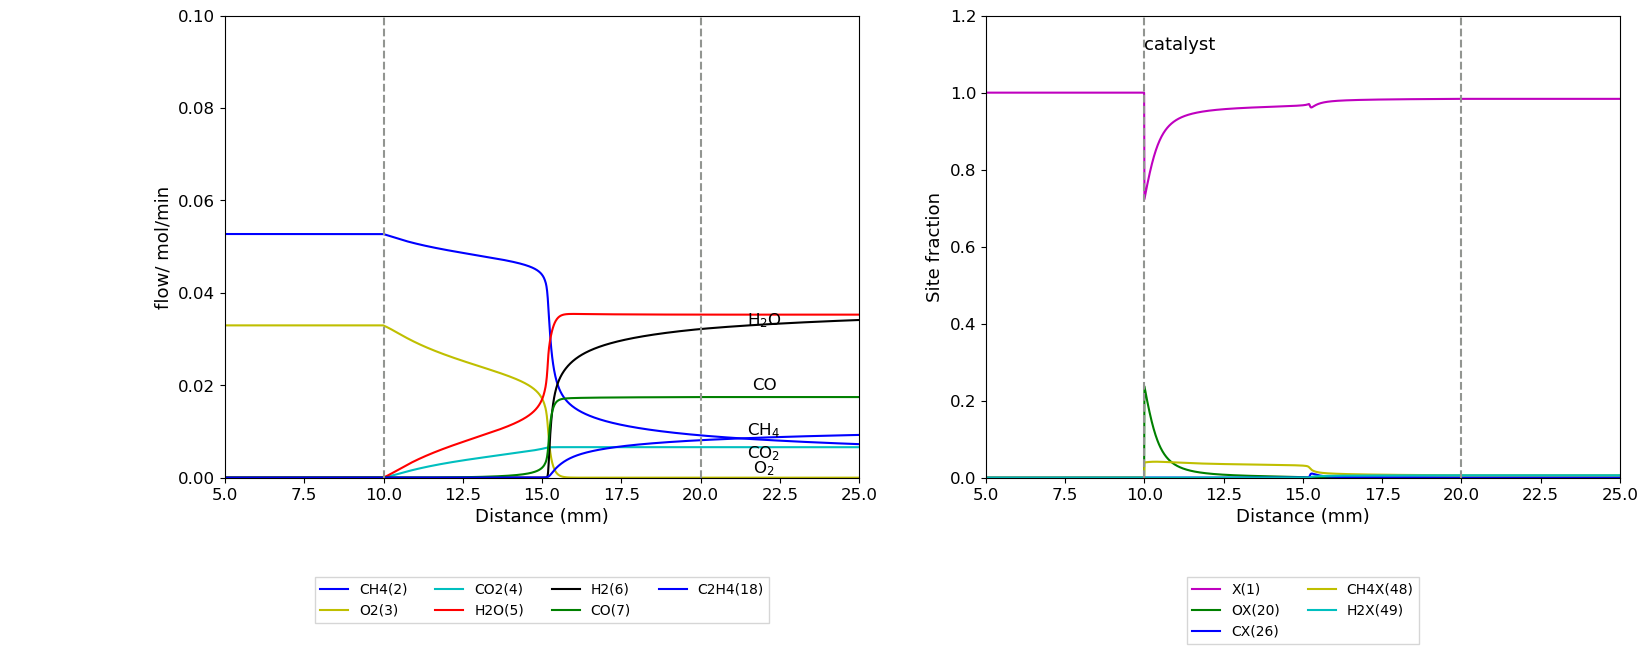 0.10
0.08
0.06
0.04
0.02
0.00
flow/ mol/min
H₂O
CO
CH₄
CO₂
O₂
5.0 7.5 10.0 12.5 15.0 17.5 20.0 22.5 25.0
Distance (mm)
CH4(2) CO2(4) H2(6) C2H4(18)
O2(3) H2O(5) CO(7)
1.2
1.0
0.8
0.6
0.4
0.2
0.0
Site fraction
catalyst
5.0 7.5 10.0 12.5 15.0 17.5 20.0 22.5 25.0
Distance (mm)
X(1) CH4X(48)
OX(20) H2X(49)
CX(26)